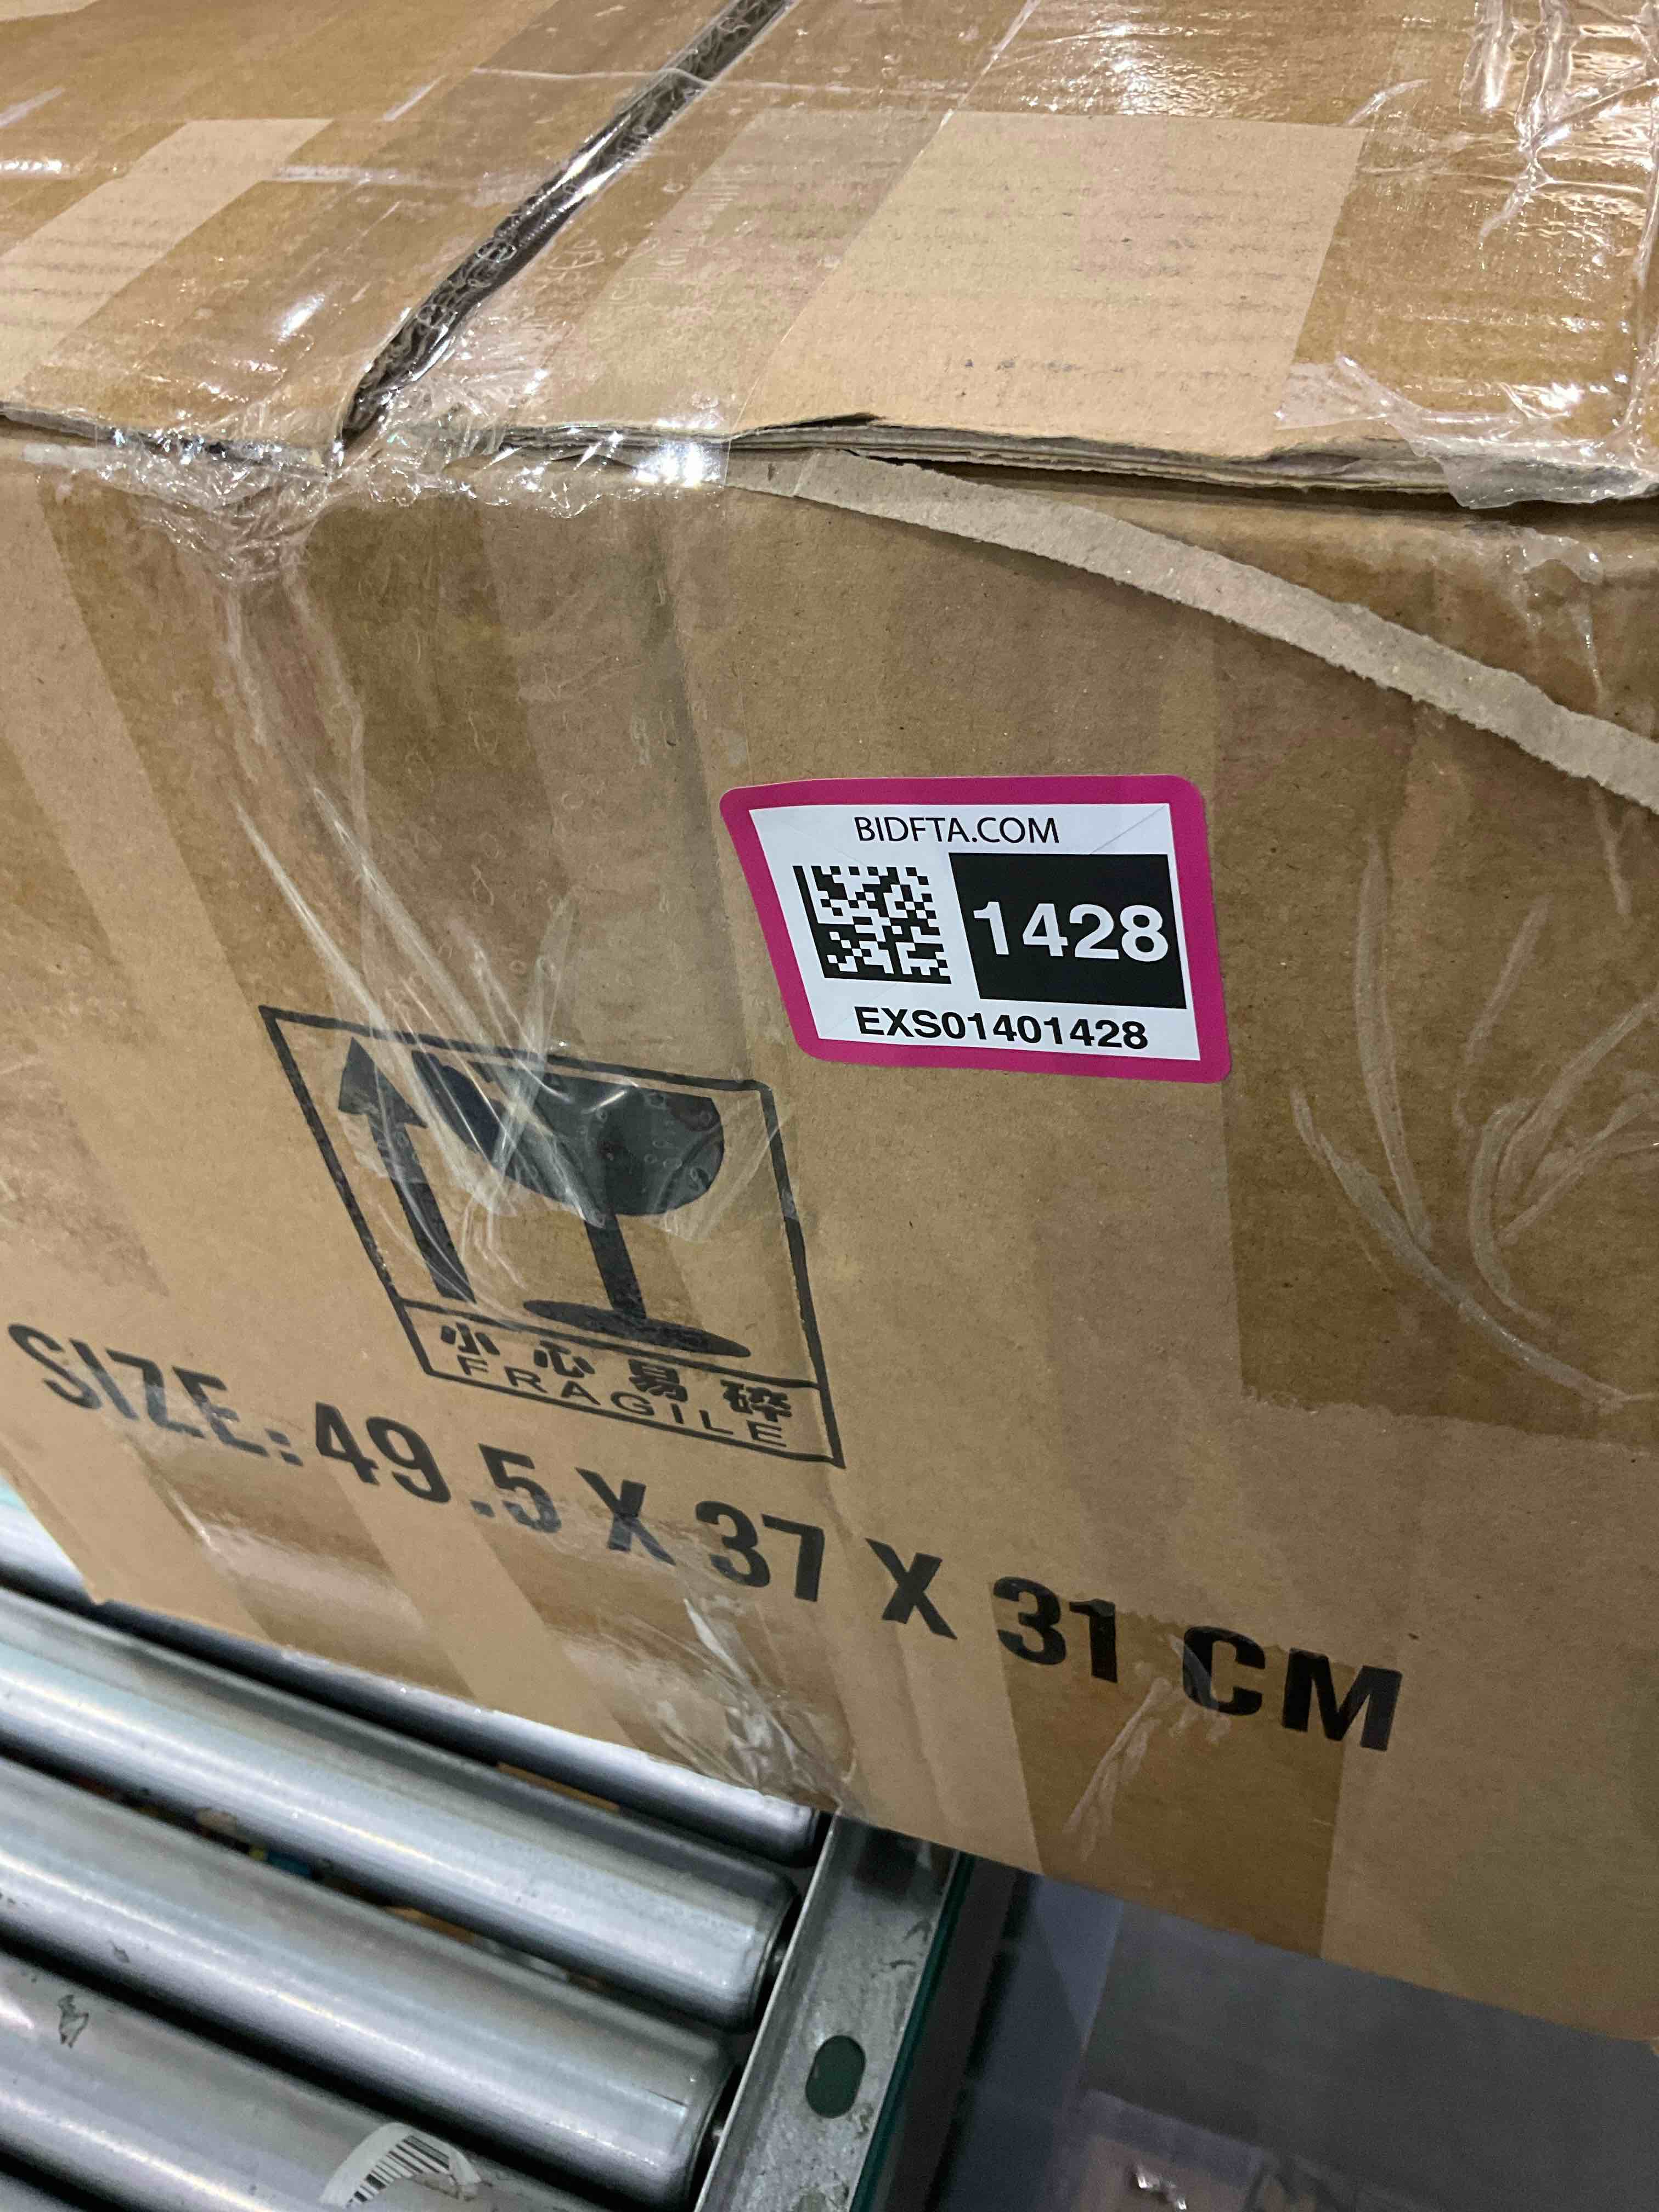 BIDFTA.COM
1428
EXS01401428
小心易碎
FRAGILE
SIZE: 49.5 X 37 X 31 CM